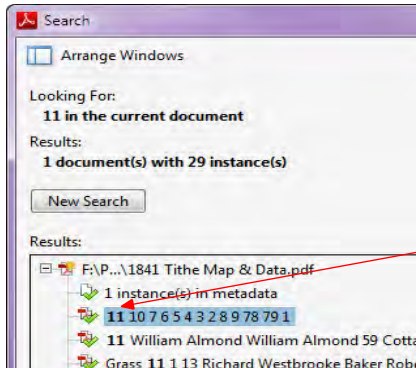 Search
Arrange Windows
Looking For:
11 in the current document
Results:
1 document(s) with 29 instance(s)
New Search
Results:
F:\P...\1841 Tithe Map & Data.pdf
1 instance(s) in metadata
11 10 7 6 5 4 3 2 8 9 78 79 1
11 William Almond William Almond 59 Cotta
Grass 11 1 13 Richard Westbrooke Baker Robe